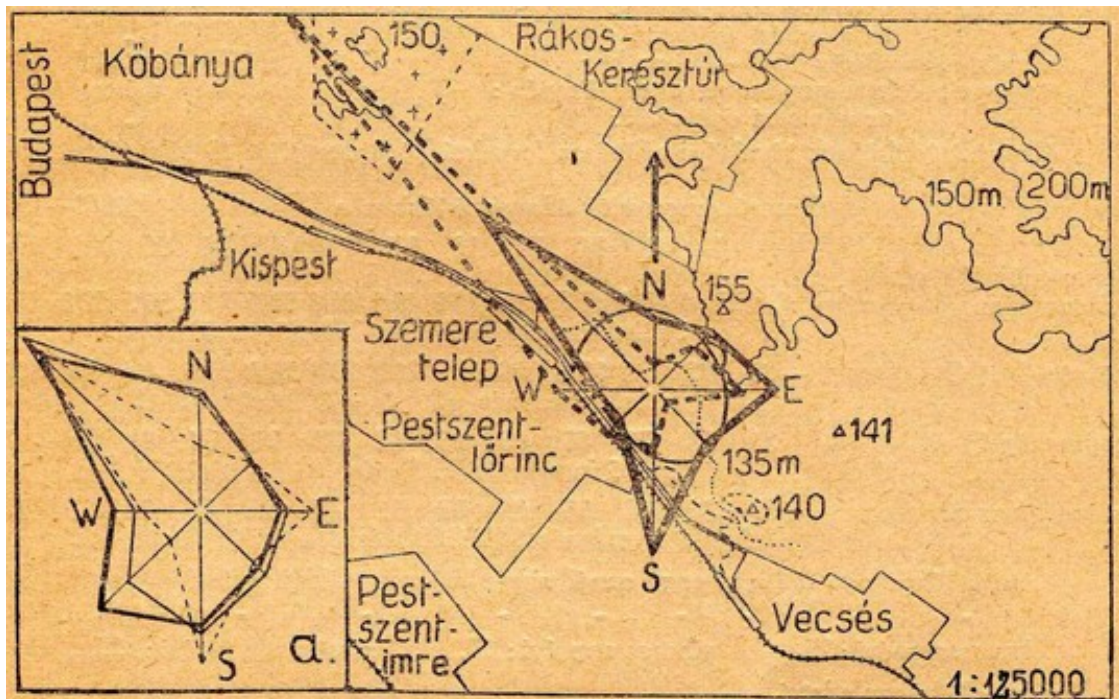 Budapest
Kőbánya
150
Rákos-
Keresztúr
150m
200m
Kispest
N
155
Szemere
telep
W
E
Pestszent-
lőrinc
141
135m
140
S
Vecsés
Pest-
szent-
imre
N
W
E
S
a.
1:125000